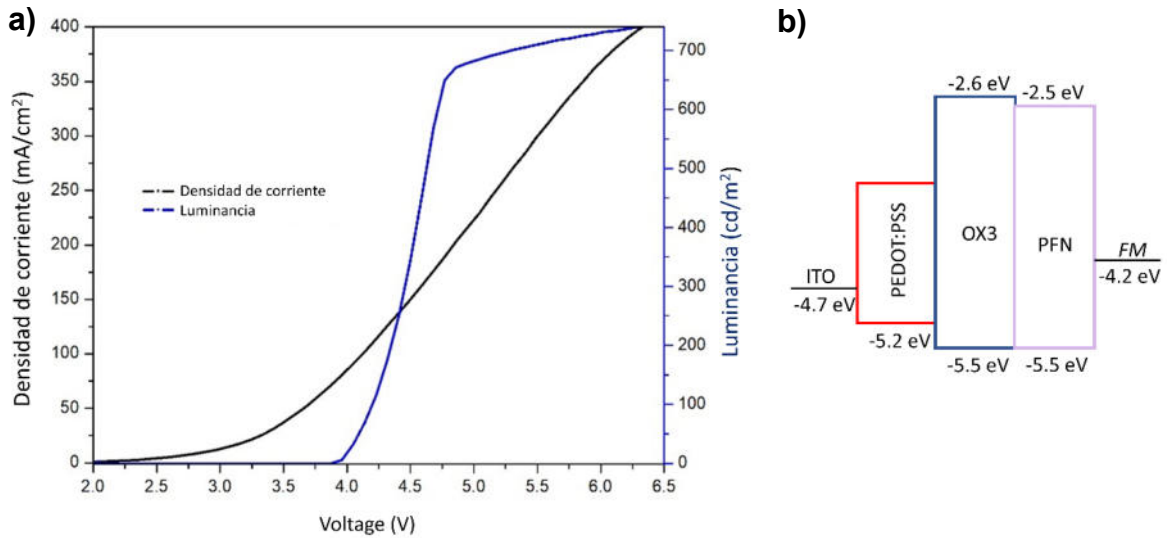 a)
Densidad de corriente (mA/cm²)
400
350
300
250
200
150
100
50
0
Densidad de corriente
Luminancia
2.0 2.5 3.0 3.5 4.0 4.5 5.0 5.5 6.0 6.5
Voltage (V)
700
600
500
400
300
200
100
0
Luminancia (cd/m²)
b)
-2.6 eV -2.5 eV
PEDOT:PSS
OX3
PFN
ITO
-4.7 eV
FM
-4.2 eV
-5.2 eV
-5.5 eV -5.5 eV